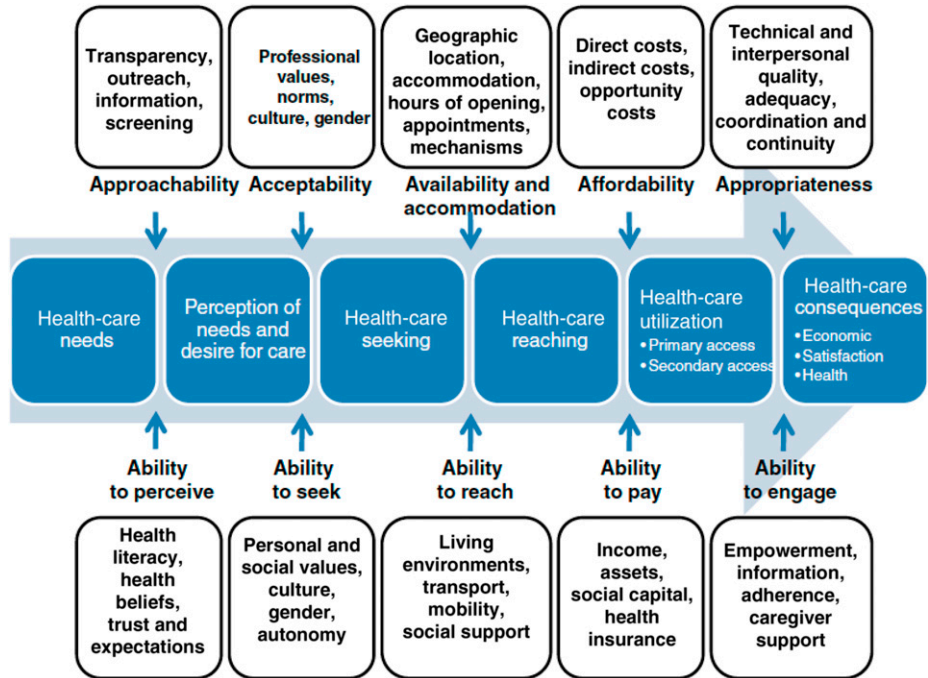 Transparency,
outreach,
information,
screening
Professional
values,
norms,
culture, gender
Geographic
location,
accommodation,
hours of opening,
appointments,
mechanisms
Direct costs,
indirect costs,
opportunity
costs
Technical and
interpersonal
quality,
adequacy,
coordination and
continuity
Approachability
Acceptability
Availability and
accommodation
Affordability
Appropriateness
Health-care
needs
Perception of
needs and
desire for care
Health-care
seeking
Health-care
reaching
Health-care
utilization
•Primary access
•Secondary access
Health-care
consequences
•Economic
•Satisfaction
•Health
Ability
to perceive
Ability
to seek
Ability
to reach
Ability
to pay
Ability
to engage
Health
literacy,
health
beliefs,
trust and
expectations
Personal and
social values,
culture,
gender,
autonomy
Living
environments,
transport,
mobility,
social support
Income,
assets,
social capital,
health
insurance
Empowerment,
information,
adherence,
caregiver
support